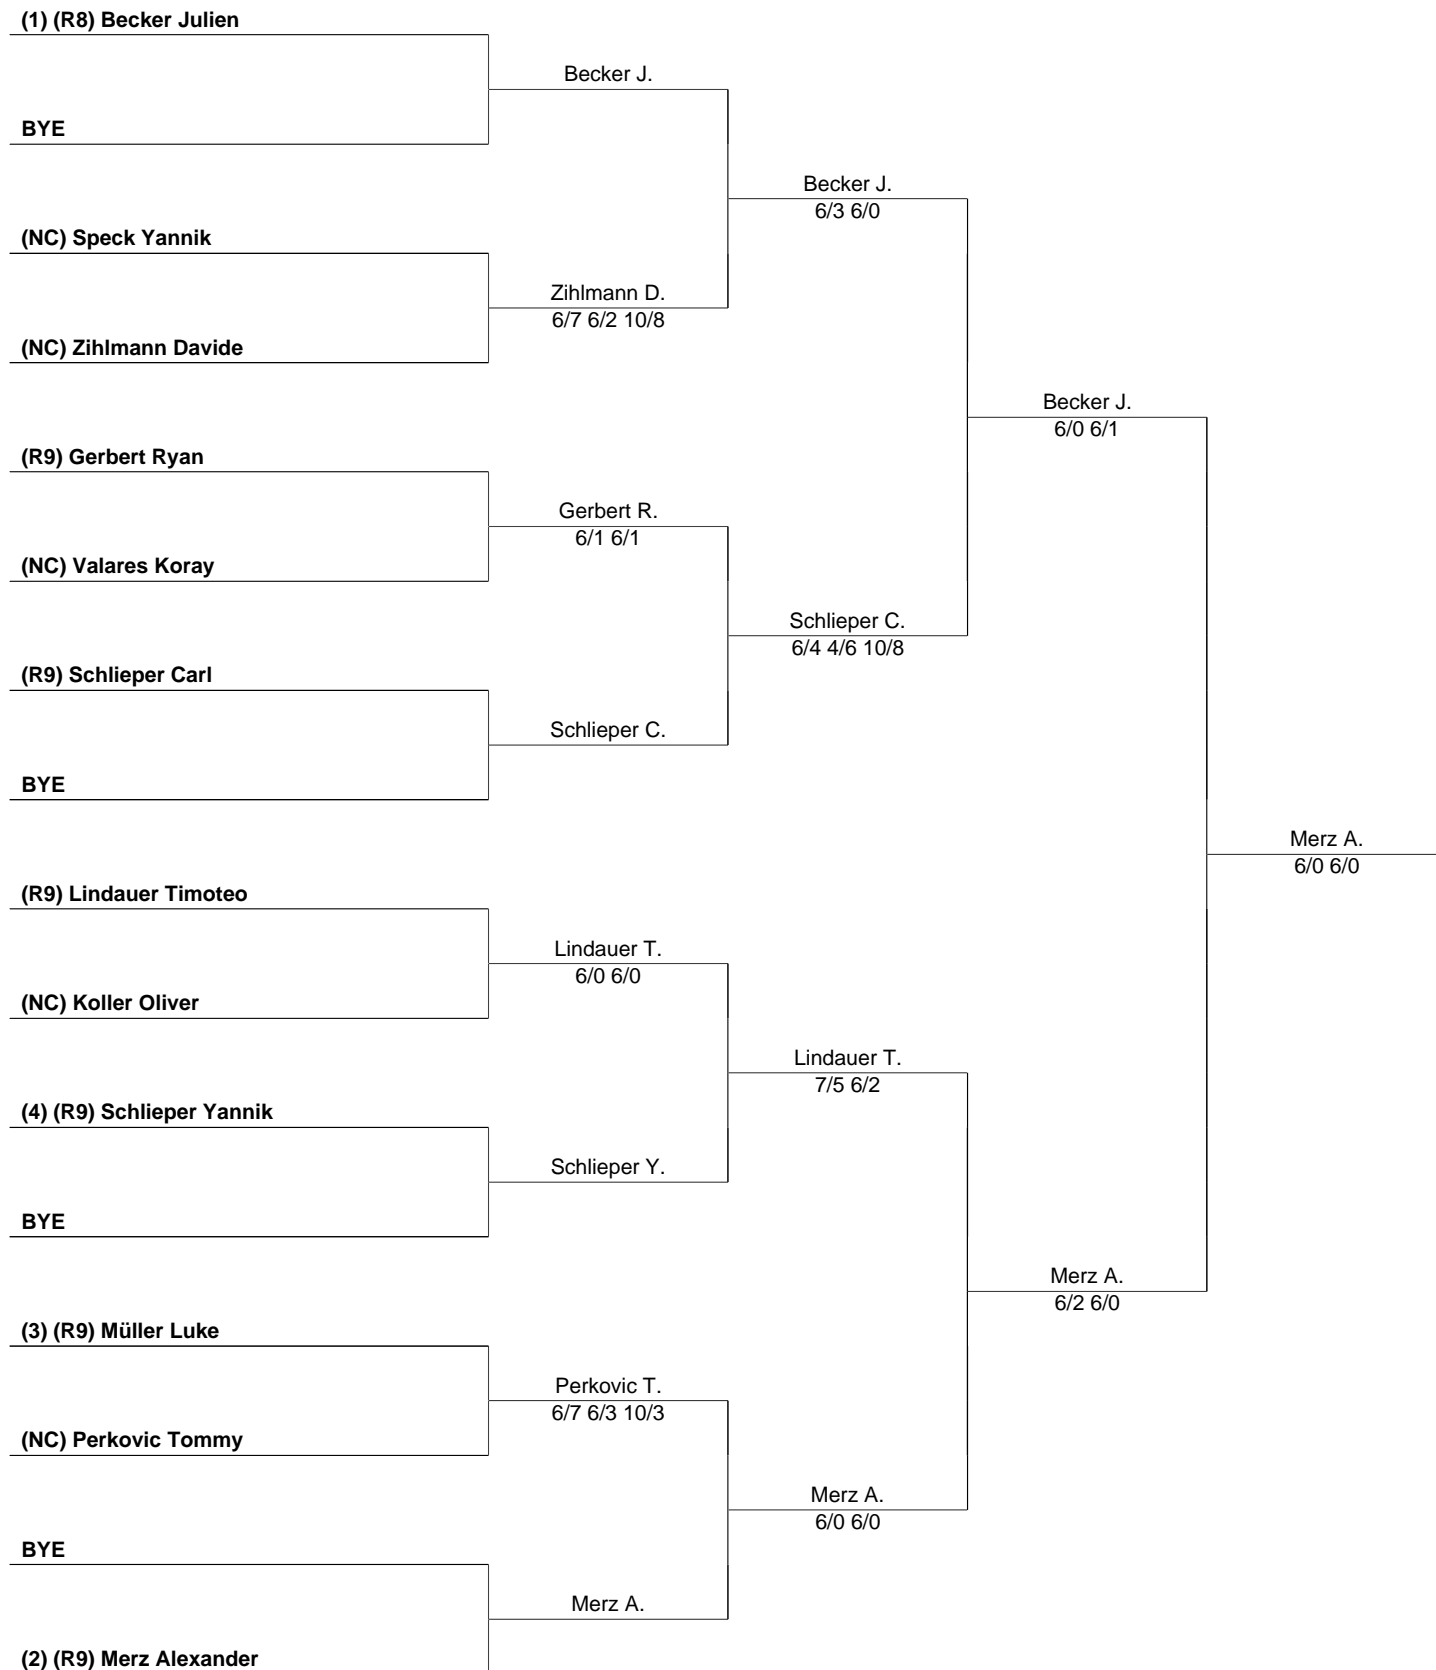 (1) (R8) Becker Julien
Becker J.
BYE
Becker J.
6/3 6/0
(NC) Speck Yannik
Zihlmann D.
6/7 6/2 10/8
(NC) Zihlmann Davide
Becker J.
6/0 6/1
(R9) Gerbert Ryan
Gerbert R.
6/1 6/1
(NC) Valares Koray
Schlieper C.
6/4 4/6 10/8
(R9) Schlieper Carl
Schlieper C.
BYE
Merz A.
6/0 6/0
(R9) Lindauer Timoteo
Lindauer T.
6/0 6/0
(NC) Koller Oliver
Lindauer T.
7/5 6/2
(4) (R9) Schlieper Yannik
Schlieper Y.
BYE
Merz A.
6/2 6/0
(3) (R9) Müller Luke
Perkovic T.
6/7 6/3 10/3
(NC) Perkovic Tommy
Merz A.
6/0 6/0
BYE
Merz A.
(2) (R9) Merz Alexander